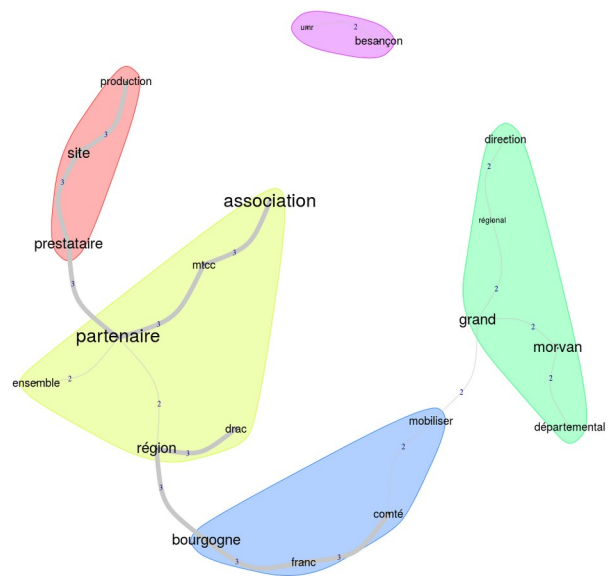 umr
2
besançon
production
3
site
3
prestataire
3
association
3
mtcc
3
partenaire
ensemble
2
2
drac
région
3
3
bourgogne
3
franc
3
comté
2
mobiliser
2
direction
2
régional
2
grand
2
morvan
2
départemental